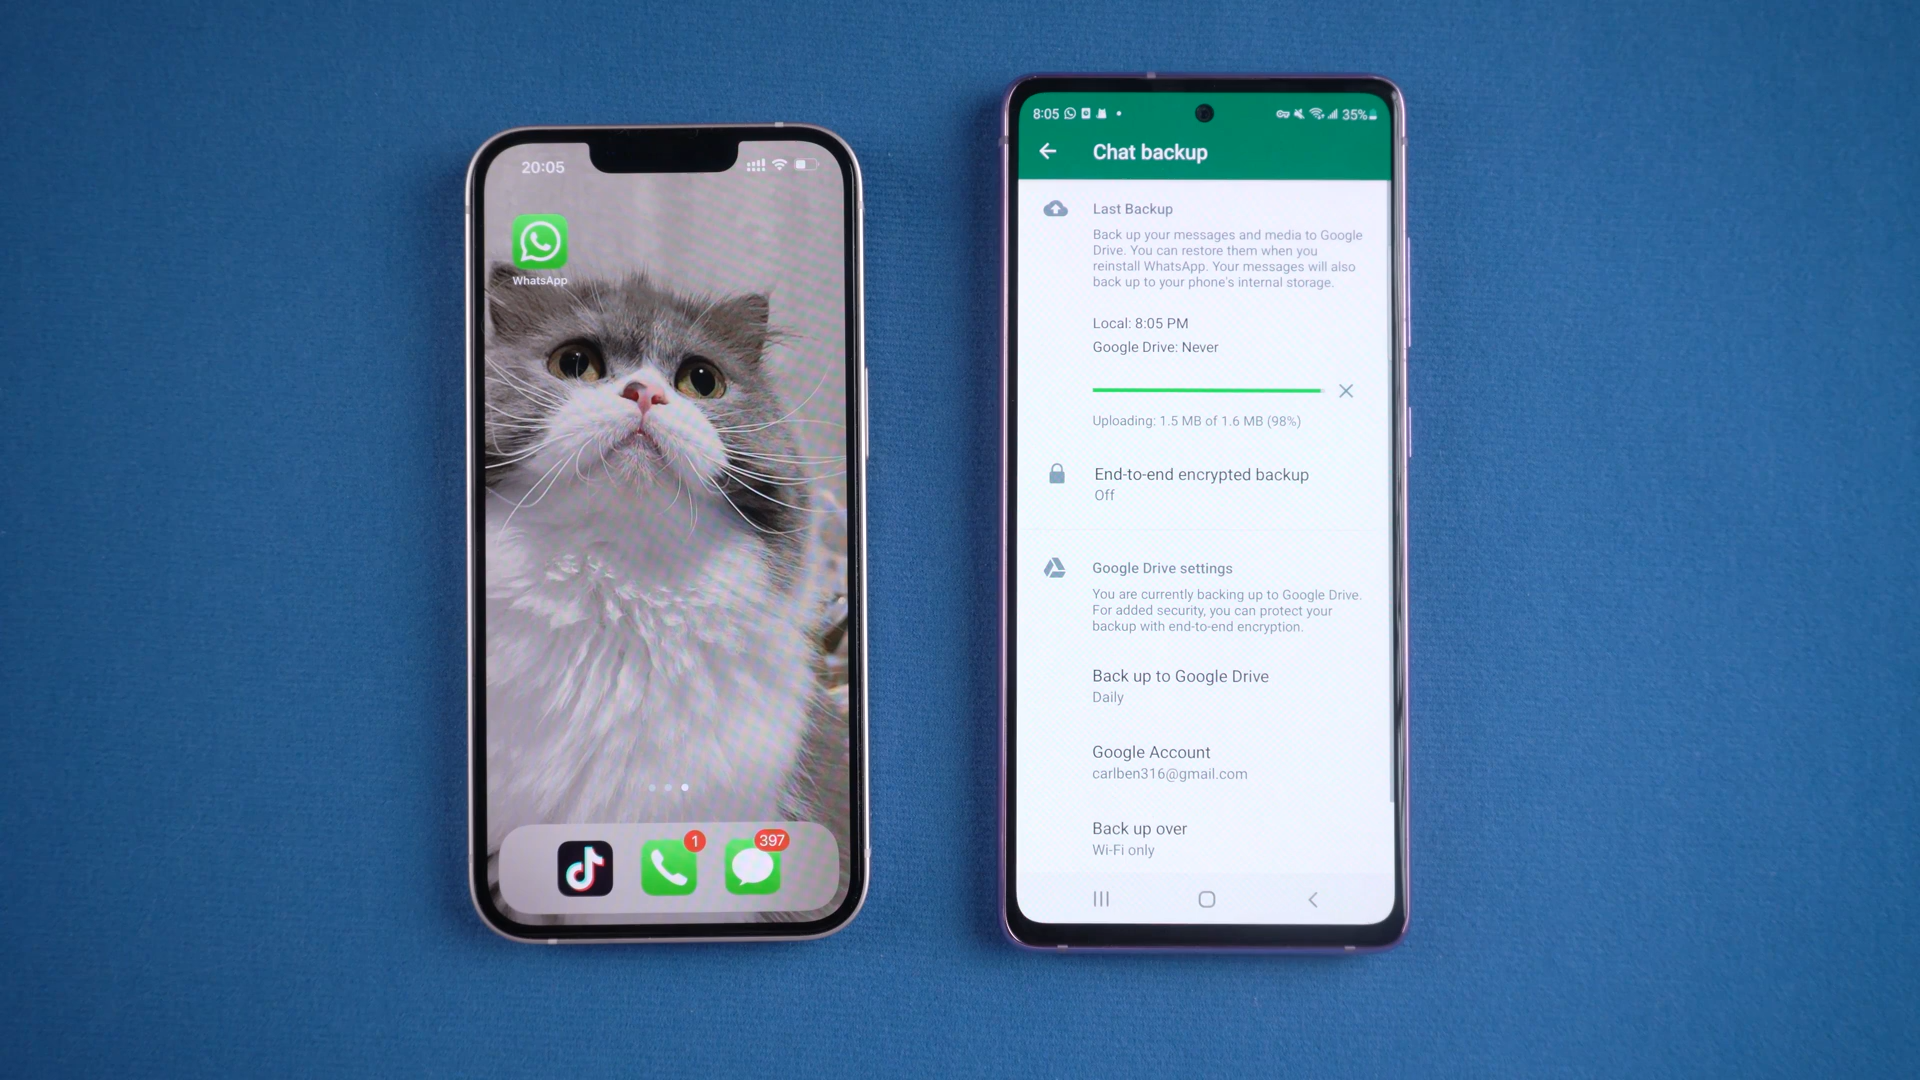 20:05
WhatsApp
1
397
8:05
35%
Chat backup
Last Backup
Back up your messages and media to Google
Drive. You can restore them when you
reinstall WhatsApp. Your messages will also
back up to your phone's internal storage.
Local: 8:05 PM
Google Drive: Never
Uploading: 1.5 MB of 1.6 MB (98%)
End-to-end encrypted backup
Off
Google Drive settings
You are currently backing up to Google Drive.
For added security, you can protect your
backup with end-to-end encryption.
Back up to Google Drive
Daily
Google Account
carlben316@gmail.com
Back up over
Wi-Fi only